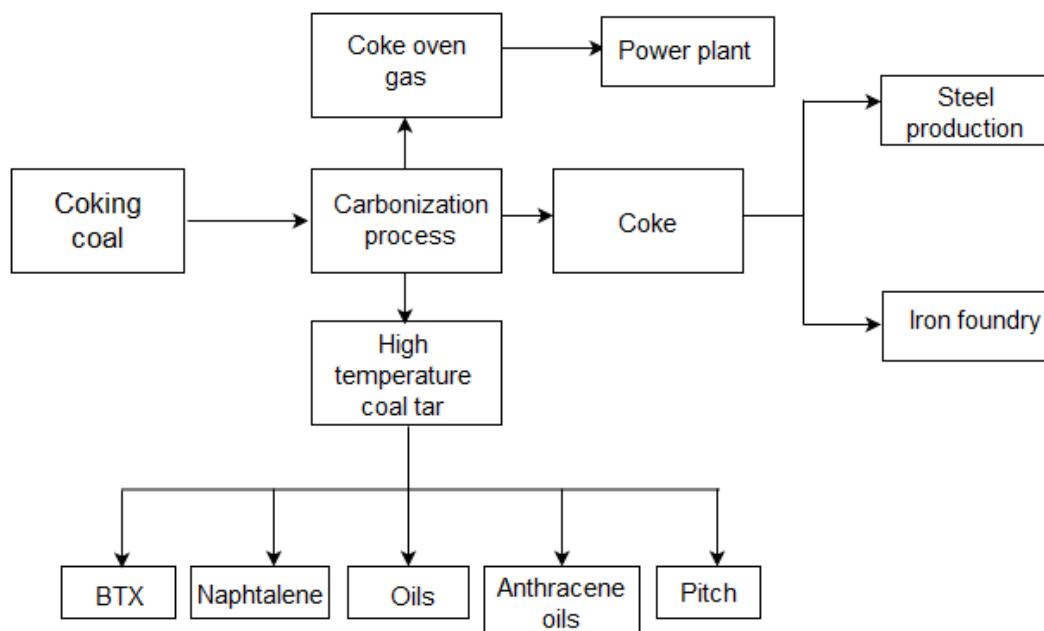 Coke oven
gas
Power plant
Steel
production
Coking
coal
Carbonization
process
Coke
Iron foundry
High
temperature
coal tar
BTX
Naphtalene
Oils
Anthracene
oils
Pitch